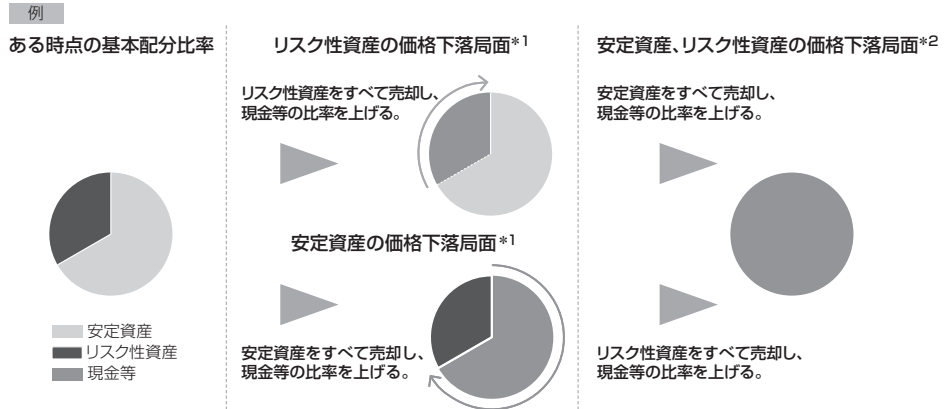 例
ある時点の基本配分比率
安定資産
リスク性資産
現金等
リスク性資産の価格下落局面*1
リスク性資産をすべて売却し、
現金等の比率を上げる。
安定資産の価格下落局面*1
安定資産をすべて売却し、
現金等の比率を上げる。
安定資産、リスク性資産の価格下落局面*2
安定資産をすべて売却し、
現金等の比率を上げる。
リスク性資産をすべて売却し、
現金等の比率を上げる。